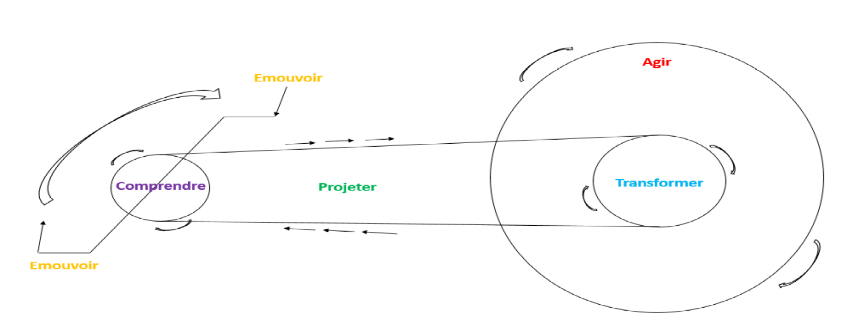 Agir
Emouvoir
Comprendre
Projeter
Transformer
Emouvoir